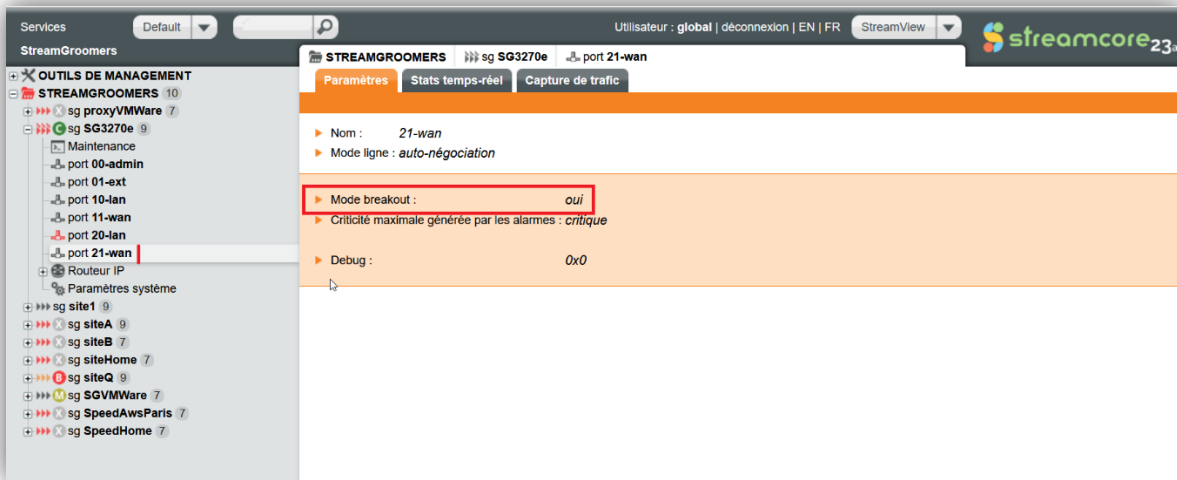 Services Default Utilisateur : global | déconnexion | EN | FR StreamView streamcore23a
StreamGroomers
STREAMGROOMERS sg SG3270e port 21-wan
Paramètres Stats temps-réel Capture de trafic
OUTILS DE MANAGEMENT
STREAMGROOMERS 10
X sg proxyVMWare 7
C sg SG3270e 9
Maintenance
port 00-admin
port 01-ext
port 10-lan
port 11-wan
port 20-lan
port 21-wan
Routeur IP
Paramètres système
sg site1 9
X sg siteA 9
X sg siteB 7
X sg siteHome 7
B sg siteQ 9
M sg SGVMWare 7
X sg SpeedAwsParis 7
X sg SpeedHome 7
Nom : 21-wan
Mode ligne : auto-négociation
Mode breakout : oui
Criticité maximale générée par les alarmes : critique
Debug : 0x0